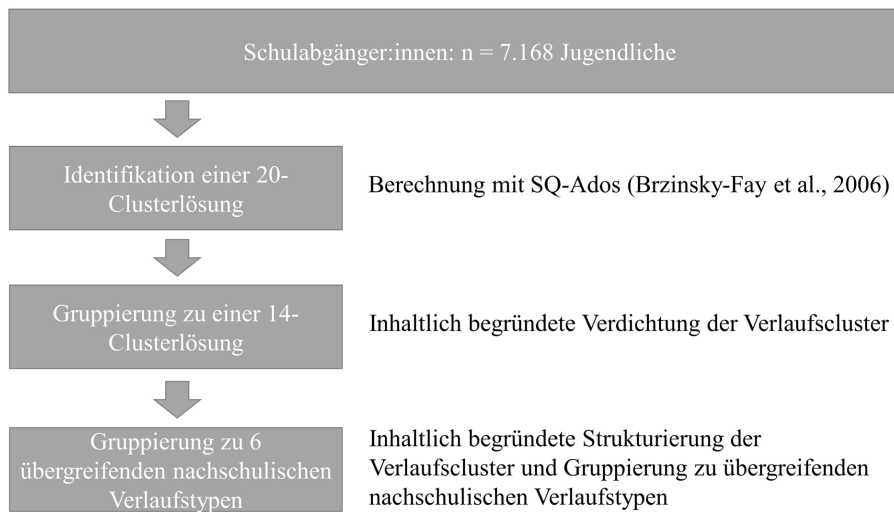 Schulabgänger:innen: n = 7.168 Jugendliche
Identifikation einer 20-
Clusterlösung
Berechnung mit SQ-Ados (Brzinsky-Fay et al., 2006)
Gruppierung zu einer 14-
Clusterlösung
Inhaltlich begründete Verdichtung der Verlaufscluster
Gruppierung zu 6
übergreifenden nachschulischen
Verlaufstypen
Inhaltlich begründete Strukturierung der
Verlaufscluster und Gruppierung zu übergreifenden
nachschulischen Verlaufstypen